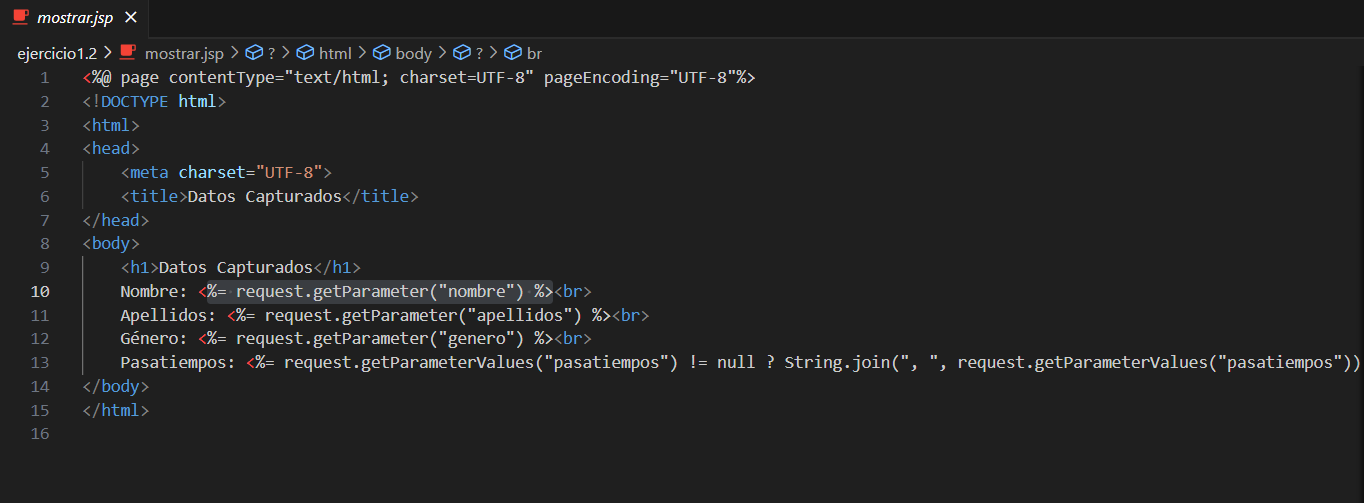 mostrar.jsp
ejercicio1.2 > mostrar.jsp > ? > html > body > ? > br
1 <%@ page contentType="text/html; charset=UTF-8" pageEncoding="UTF-8"%>
2 <!DOCTYPE html>
3 <html>
4 <head>
5 <meta charset="UTF-8">
6 <title>Datos Capturados</title>
7 </head>
8 <body>
9 <h1>Datos Capturados</h1>
10 Nombre: <%= request.getParameter("nombre") %><br>
11 Apellidos: <%= request.getParameter("apellidos") %><br>
12 Género: <%= request.getParameter("genero") %><br>
13 Pasatiempos: <%= request.getParameterValues("pasatiempos") != null ? String.join(", ", request.getParameterValues("pasatiempos"))
14 </body>
15 </html>
16